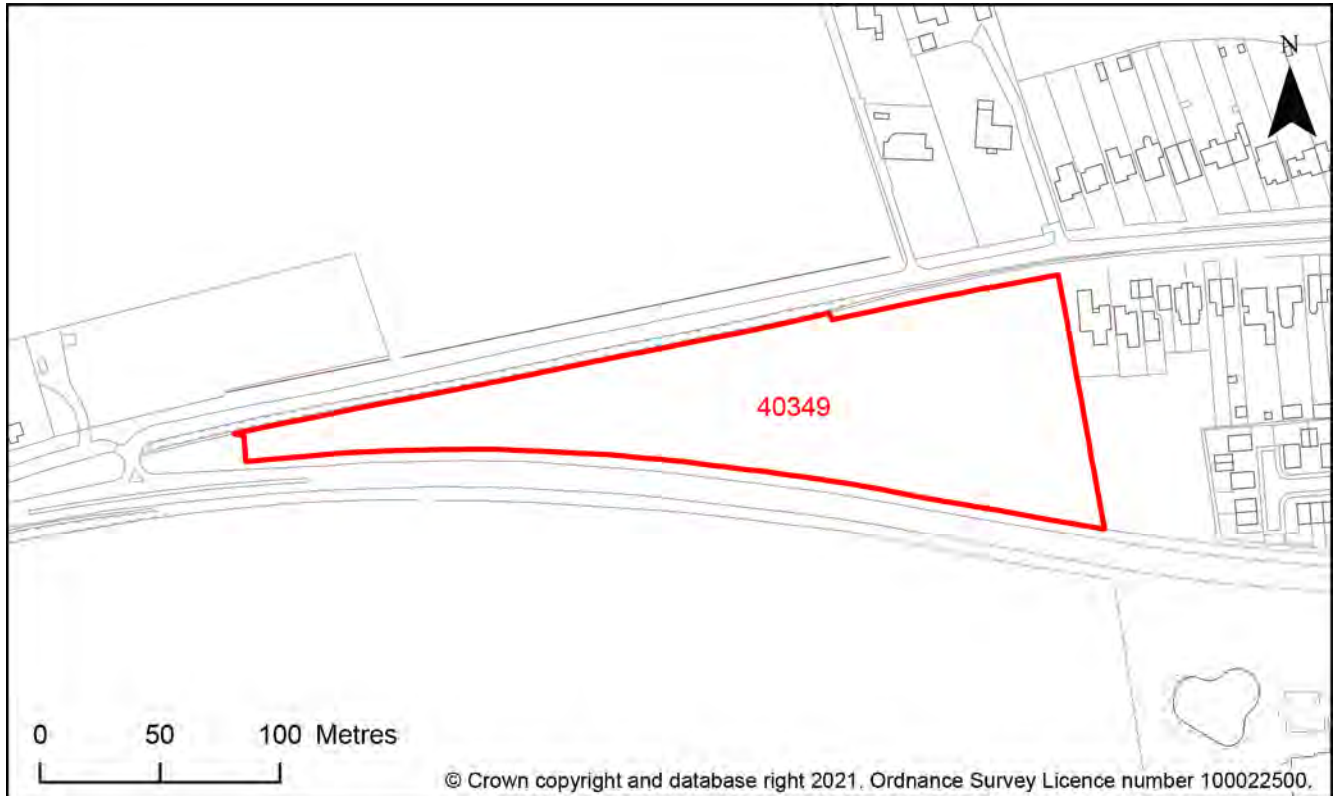 N
40349
0 50 100 Metres
© Crown copyright and database right 2021. Ordnance Survey Licence number 100022500.